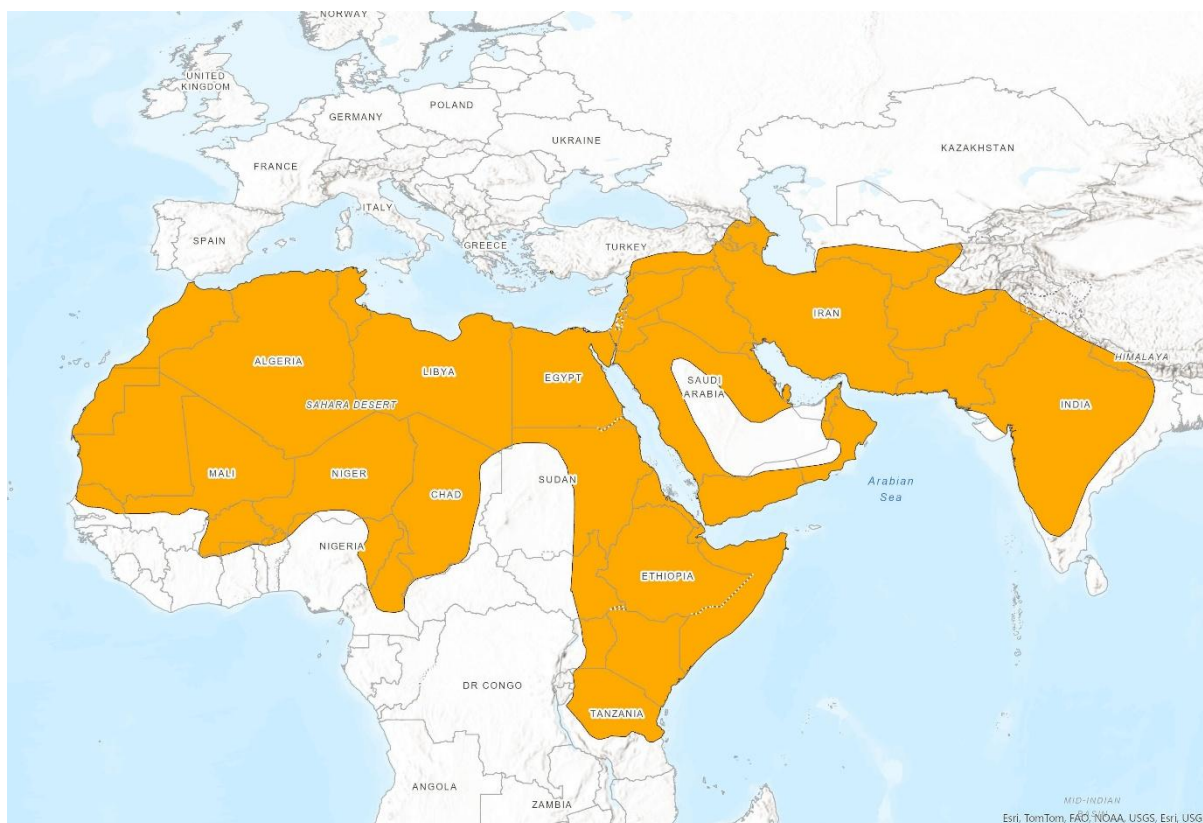 NORWAY
UNITED
KINGDOM
POLAND
GERMANY
UKRAINE
KAZAKHSTAN
FRANCE
ITALY
SPAIN
GREECE
TURKEY
IRAN
ALGERIA
LIBYA
EGYPT
SAUDI
ARABIA
HIMALAYA
SAHARA DESERT
INDIA
MALI
NIGER
CHAD
SUDAN
Arabian
Sea
NIGERIA
ETHIOPIA
DR CONGO
TANZANIA
ANGOLA
ZAMBIA
MID-INDIAN
Esri, TomTom, FAO, NOAA, USGS, Esri, USG